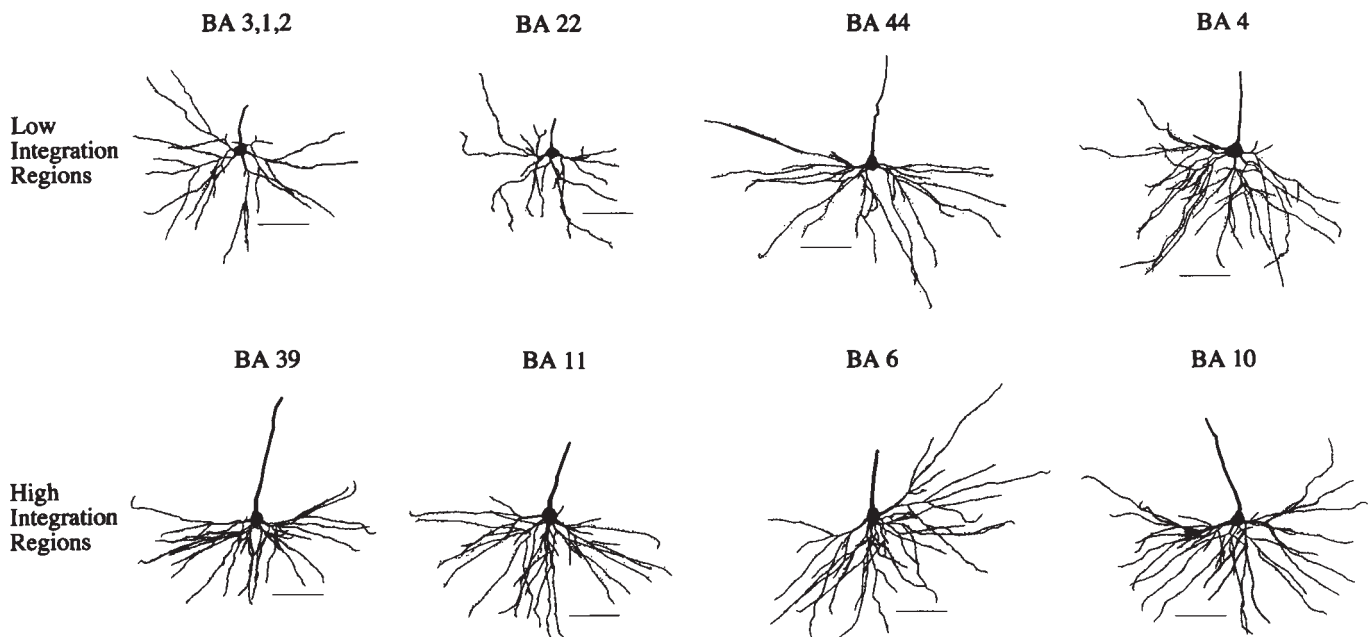 BA 3,1,2 BA 22 BA 44 BA 4
Low
Integration
Regions
BA 39 BA 11 BA 6 BA 10
High
Integration
Regions